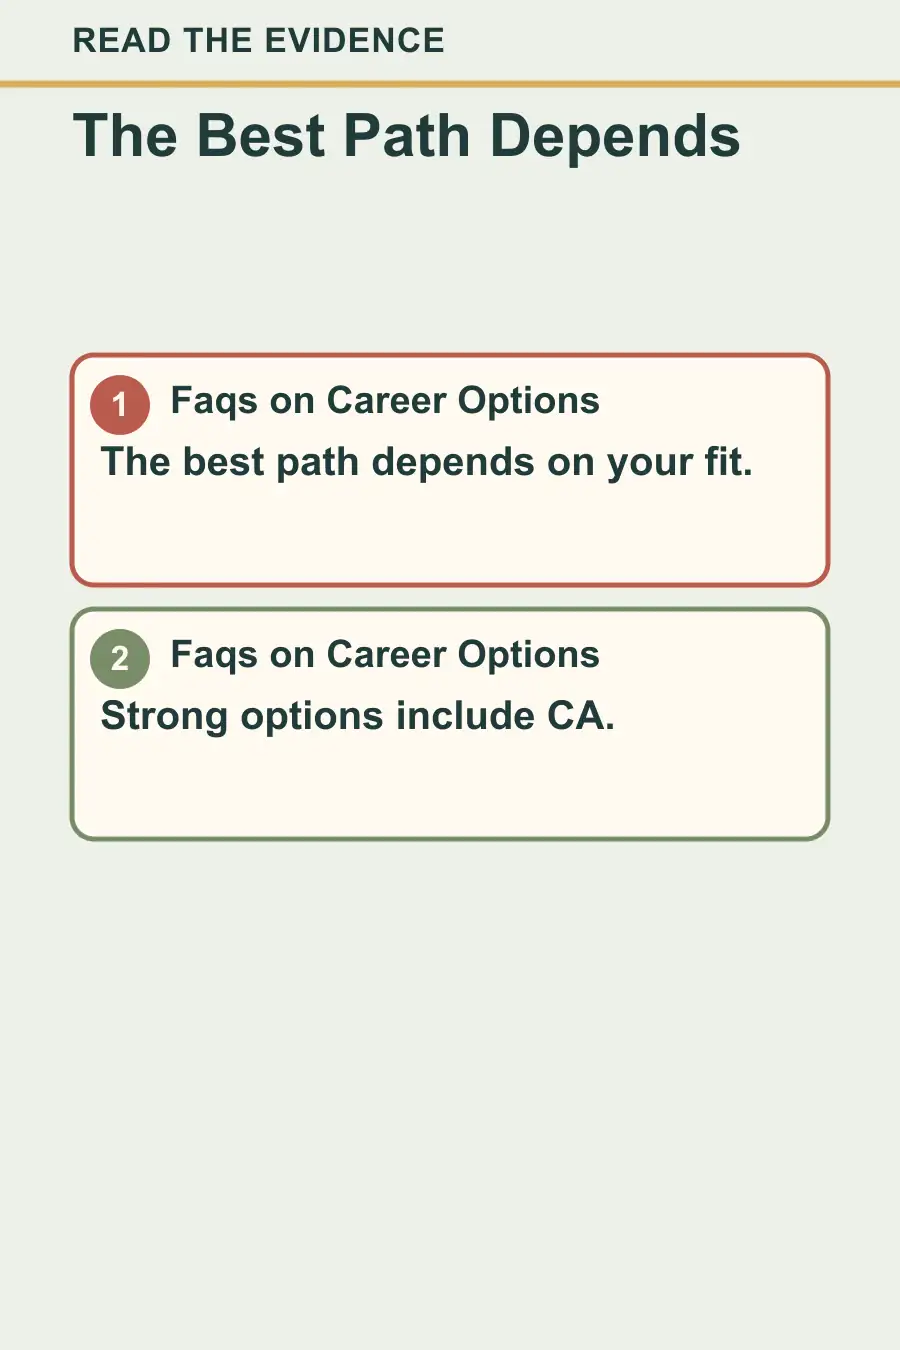 READ THE EVIDENCE
The Best Path Depends
1 Faqs on Career Options
The best path depends on your fit.
2 Faqs on Career Options
Strong options include CA.